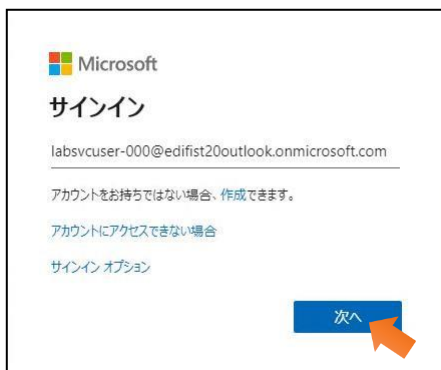 Microsoft
サインイン
labsvcuser-000@edifist20outlook.onmicrosoft.com
アカウントをお持ちではない場合、作成できます。
アカウントにアクセスできない場合
サインイン オプション
次へ